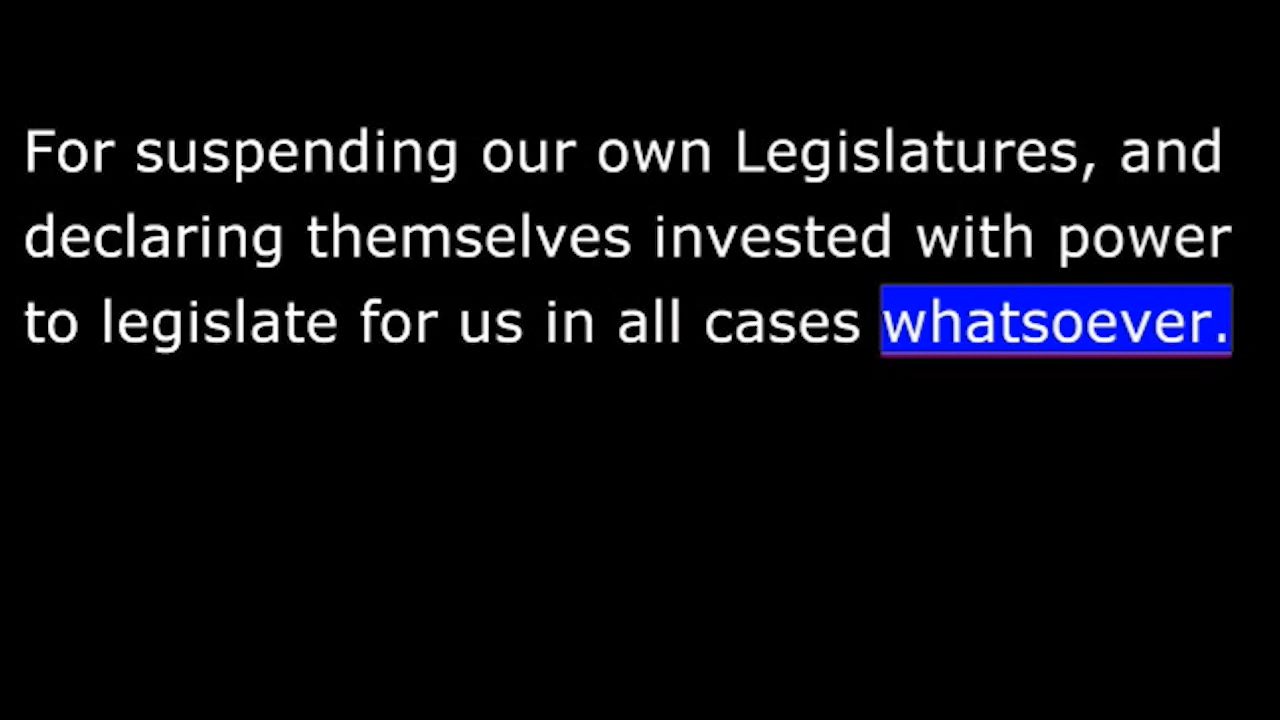 For suspending our own Legislatures, and
declaring themselves invested with power
to legislate for us in all cases whatsoever.